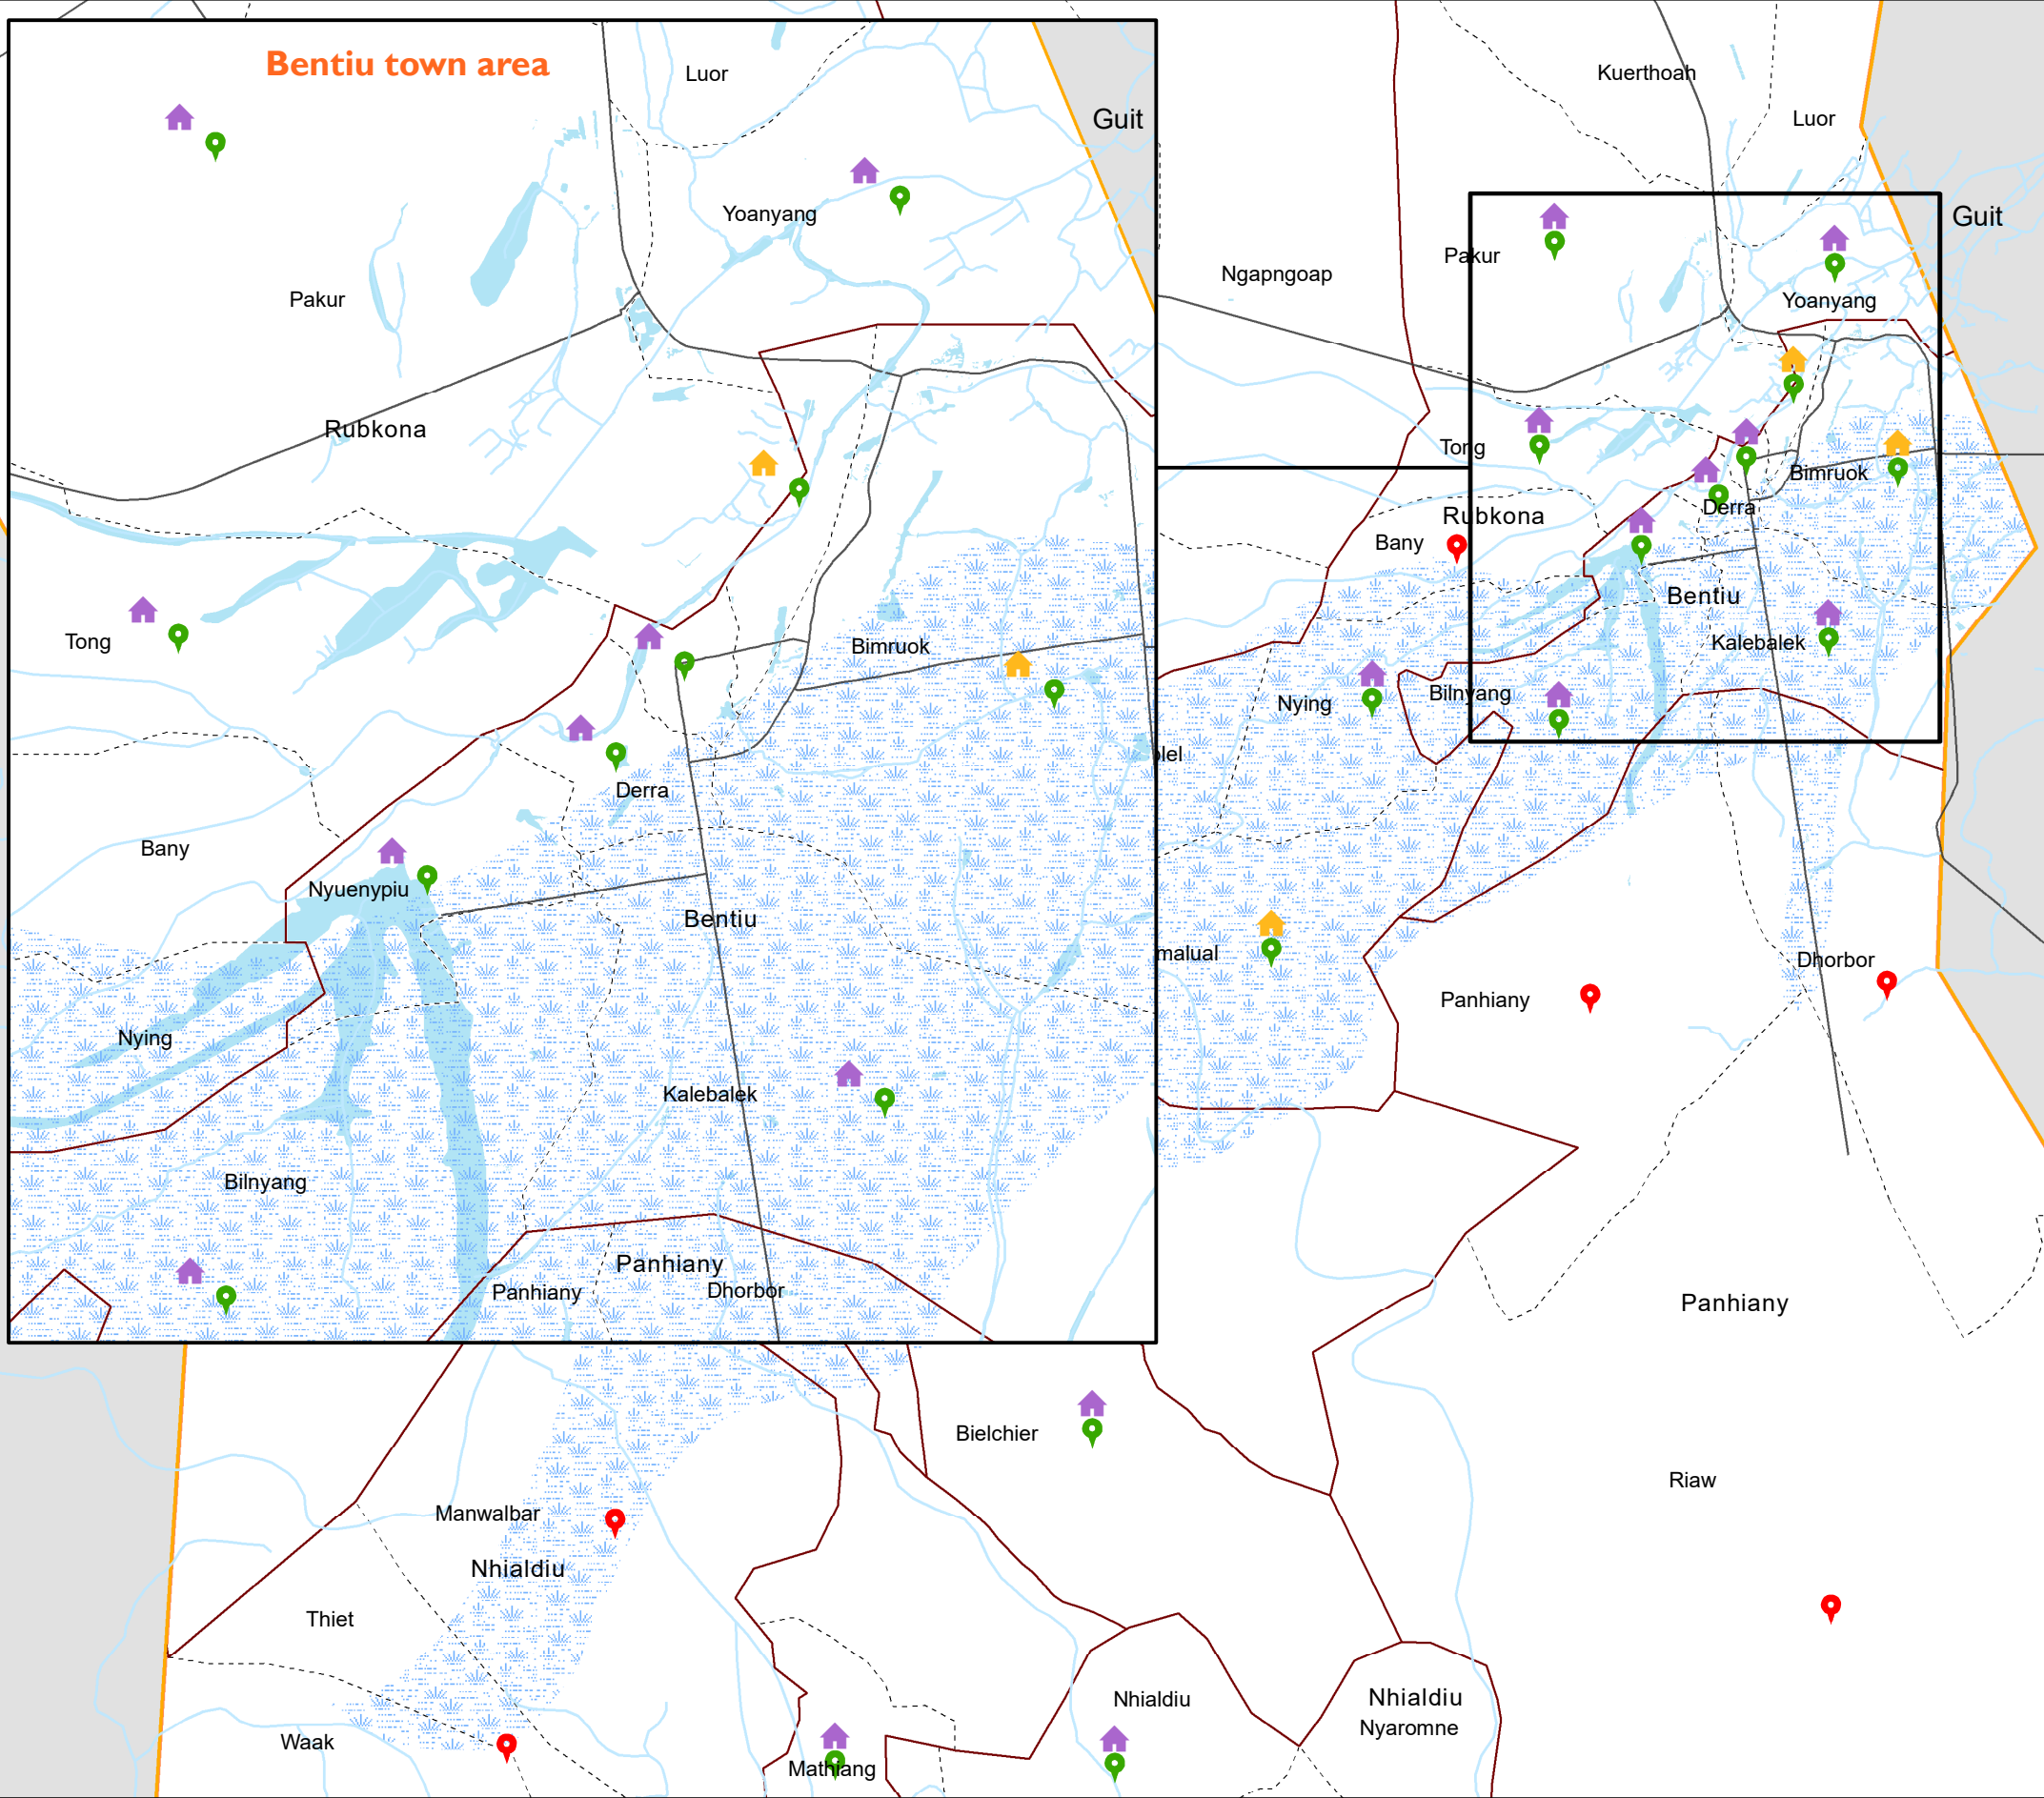 Bentiu town area
Luor
Guit
Yoanyang
Pakur
Rubkona
Tong
Bimruok
Derra
Bany
Nyuenypiu
Bentiu
Nying
Kalebalek
Bilnyang
Panhiany
Panhiany
Dhorbor
Kuerthoah
Luor
Guit
Pakur
Ngapngoap
Yoanyang
Tong
Bimruok
Derra
Rubkona
Bany
Bentiu
Kalebalek
Bilnyang
Nying
lel
malual
Dhorbor
Panhiany
Panhiany
Bielchier
Riaw
Manwalbar
Nhialdiu
Thiet
Nhialdiu
Nhialdiu
Nyaromne
Waak
Mathiang